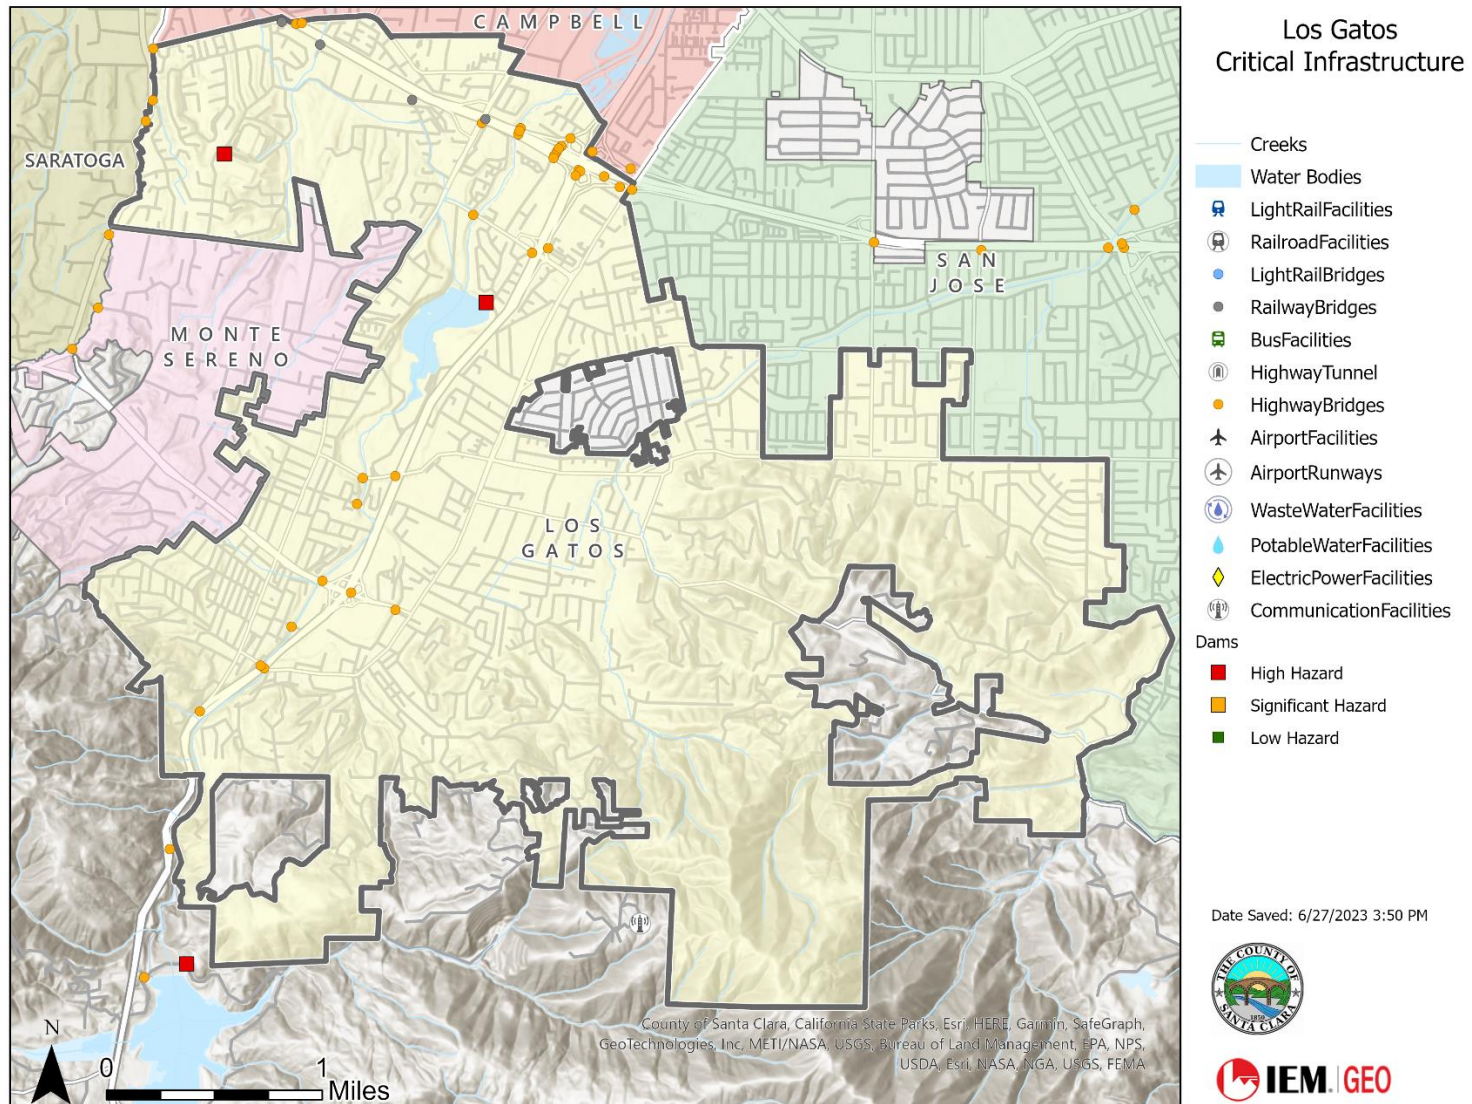 CAMPBELL
SARATOGA
MONTE
SERENO
SAN
JOSE
LOS
GATOS
N
0 1
Miles
County of Santa Clara, California State Parks, Esri, HERE, Garmin, SafeGraph,
GeoTechnologies, Inc, METI/NASA, USGS, Bureau of Land Management, EPA, NPS,
USDA, Esri, NASA, NGA, USGS, FEMA
Los Gatos
Critical Infrastructure
Creeks
Water Bodies
LightRailFacilities
RailroadFacilities
LightRailBridges
RailwayBridges
BusFacilities
HighwayTunnel
HighwayBridges
AirportFacilities
AirportRunways
WasteWaterFacilities
PotableWaterFacilities
ElectricPowerFacilities
CommunicationFacilities
Dams
High Hazard
Significant Hazard
Low Hazard
Date Saved: 6/27/2023 3:50 PM
THE COUNTY OF
1850
SANTA CLARA
IEM GEO